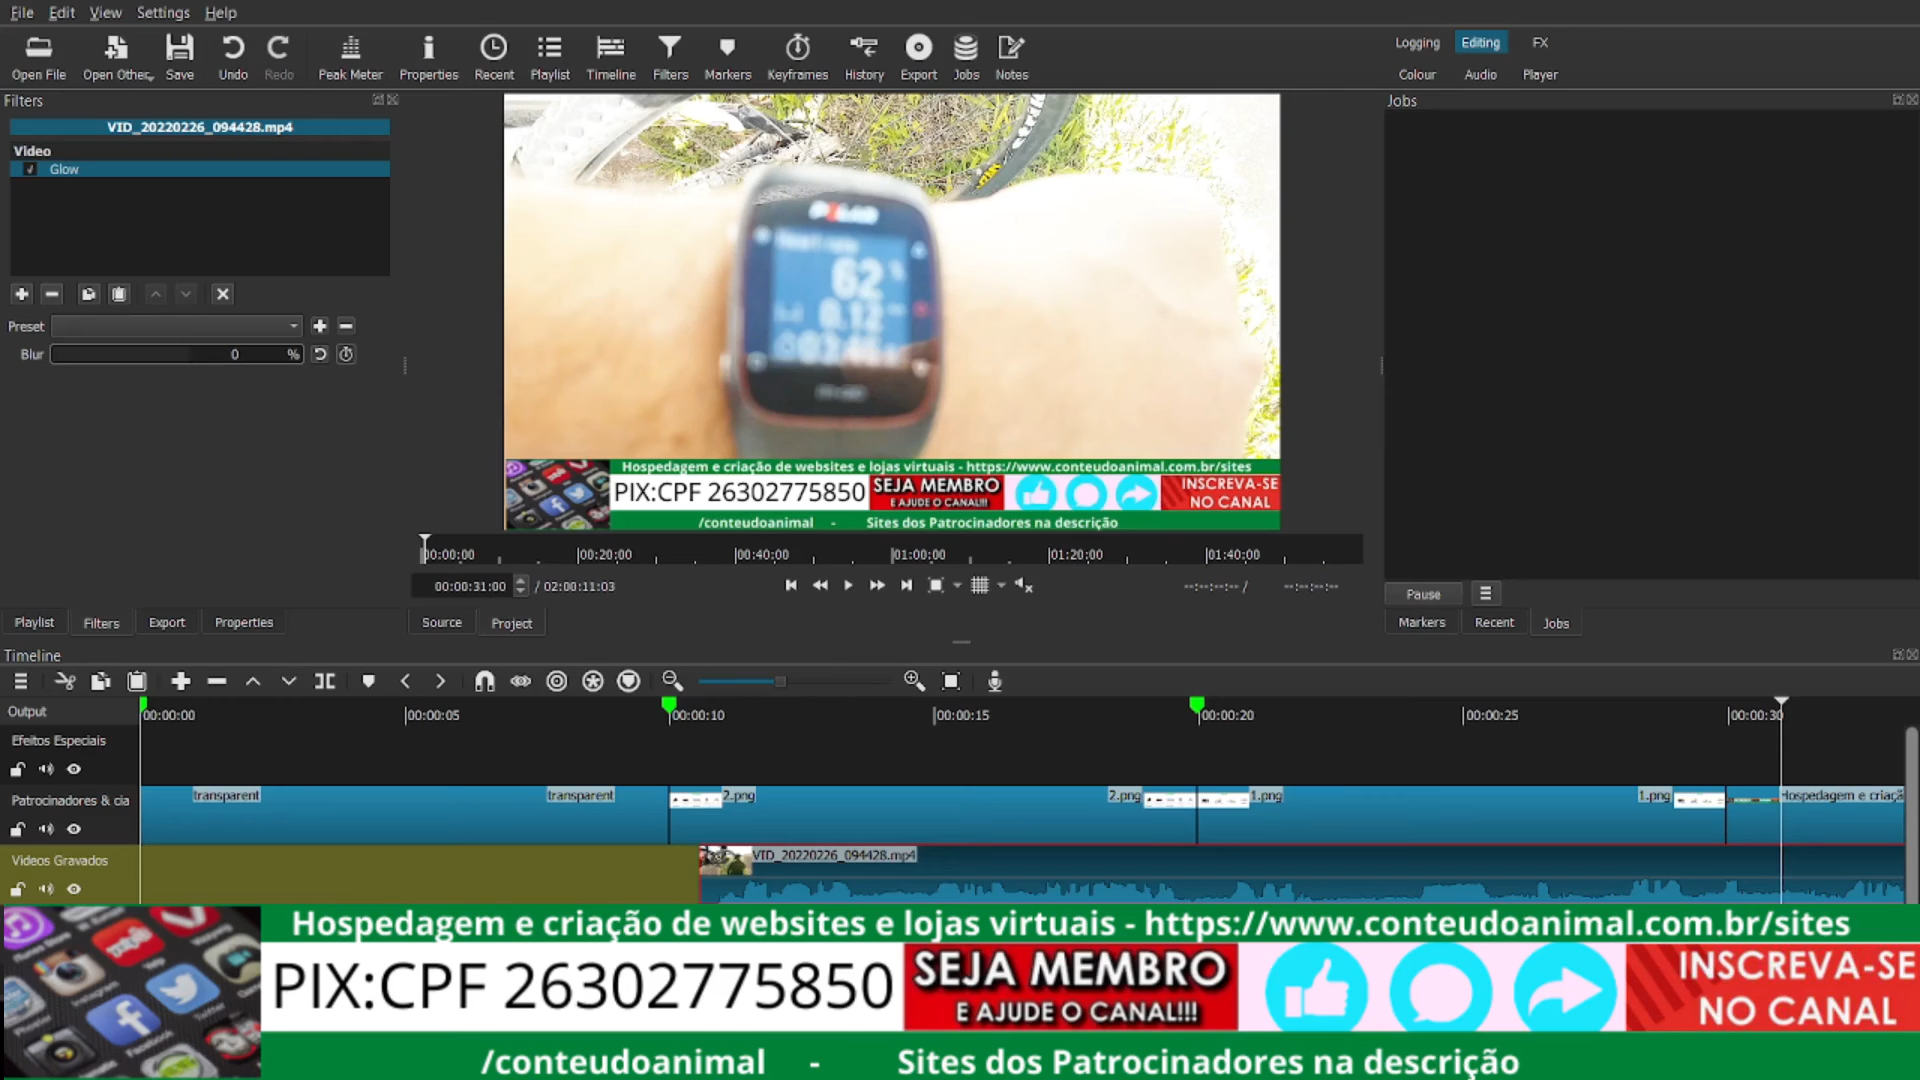 File Edit View Settings Help
Open File Open Other.. Save Undo Redo Peak Meter Properties Recent Playlist Timeline Filters Markers Keyframes History Export Jobs Notes
Logging Editing FX
Colour Audio Player
Filters
Jobs
VID_20220226_094428.mp4
Video
Glow
Preset
Blur 0 %
POLAR
62
0.12
Hospedagem e criação de websites e lojas virtuais - https://www.conteudoanimal.com.br/sites
PIX:CPF 26302775850
SEJA MEMBRO
E AJUDE O CANAL!!!
INSCREVA-SE
NO CANAL
/conteudoanimal - Sites dos Patrocinadores na descrição
00:00:00 00:20:00 00:40:00 01:00:00 01:20:00 01:40:00
00:00:31:00 / 02:00:11:03
--:--:--:-- / --:--:--:--
Pause
Playlist Filters Export Properties
Source Project
Markers Recent Jobs
Timeline
Output
00:00:00 00:00:05 00:00:10 00:00:15 00:00:20 00:00:25 00:00:30
Efeitos Especiais
Patrocinadores & cia
transparent transparent 2.png 2.png 1.png 1.png Hospedagem e criaçã
Videos Gravados
VID_20220226_094428.mp4
Hospedagem e criação de websites e lojas virtuais - https://www.conteudoanimal.com.br/sites
PIX:CPF 26302775850
SEJA MEMBRO
E AJUDE O CANAL!!!
INSCREVA-SE
NO CANAL
/conteudoanimal - Sites dos Patrocinadores na descrição